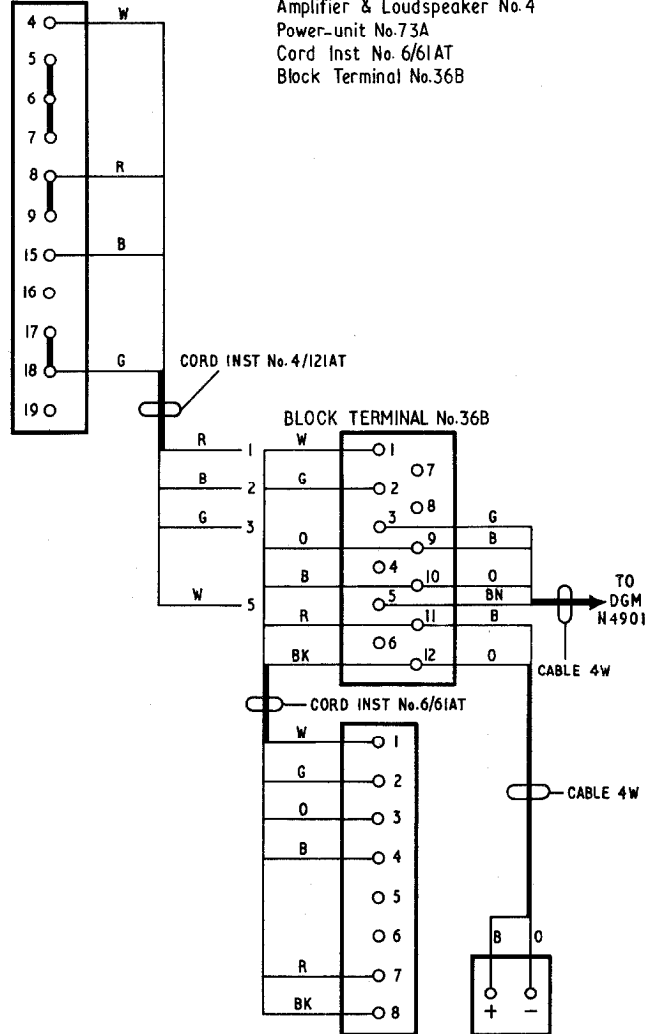 Amplifier & Loudspeaker No. 4
Power-unit No. 73A
Cord Inst No. 6/61AT
Block Terminal No. 36B
4 W
5
6
7
8 R
9
15 B
16
17
18 G
19
CORD INST No. 4/121AT
BLOCK TERMINAL No. 36B
R 1 W 1
7
B 2 G 2
8
G 3 3 G
O 9 B
4
B 10 O
W 5 5 BN
R 11 B
6
BK 12 O
TO
DGM
N4901
CABLE 4W
CORD INST No. 6/61AT
W 1
G 2
O 3
B 4
5
6
R 7
BK 8
CABLE 4W
B O
+ −